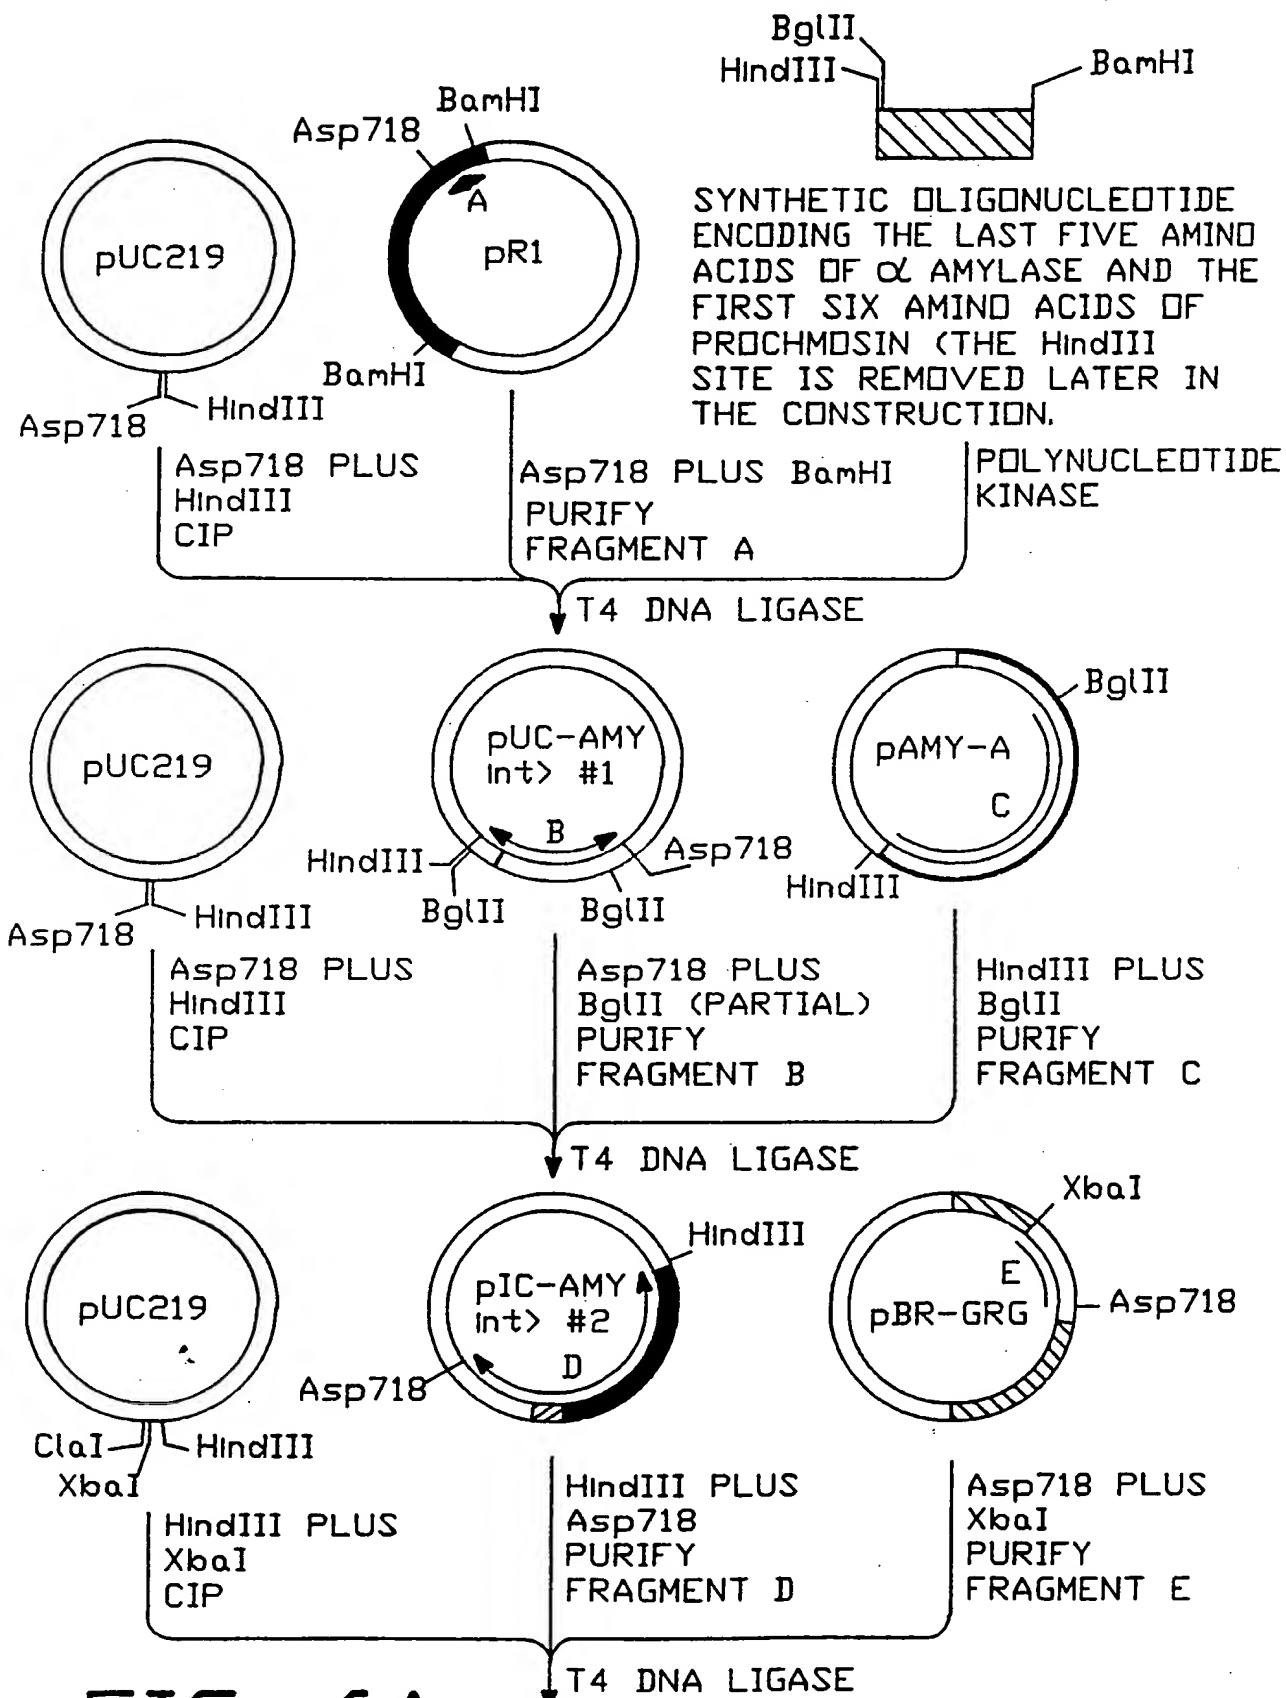 BglII
HindIII
BamHI
BamHI
Asp718
A
pUC219
pR1
BamHI
Asp718
HindIII
SYNTHETIC OLIGONUCLEOTIDE
ENCODING THE LAST FIVE AMINO
ACIDS OF α AMYLASE AND THE
FIRST SIX AMINO ACIDS OF
PROCHMOSIN (THE HindIII
SITE IS REMOVED LATER IN
THE CONSTRUCTION.
Asp718 PLUS
HindIII
CIP
Asp718 PLUS BamHI
PURIFY
FRAGMENT A
POLYNUCLEOTIDE
KINASE
T4 DNA LIGASE
pUC219
Asp718
HindIII
pUC-AMY
int> #1
B
HindIII
BglII
BglII
Asp718
pAMY-A
C
BglII
HindIII
Asp718 PLUS
HindIII
CIP
Asp718 PLUS
BglII (PARTIAL)
PURIFY
FRAGMENT B
HindIII PLUS
BglII
PURIFY
FRAGMENT C
T4 DNA LIGASE
pUC219
ClaI
XbaI
HindIII
pIC-AMY
int> #2
D
HindIII
Asp718
XbaI
E
pBR-GRG
Asp718
HindIII PLUS
XbaI
CIP
HindIII PLUS
Asp718
PURIFY
FRAGMENT D
Asp718 PLUS
XbaI
PURIFY
FRAGMENT E
T4 DNA LIGASE